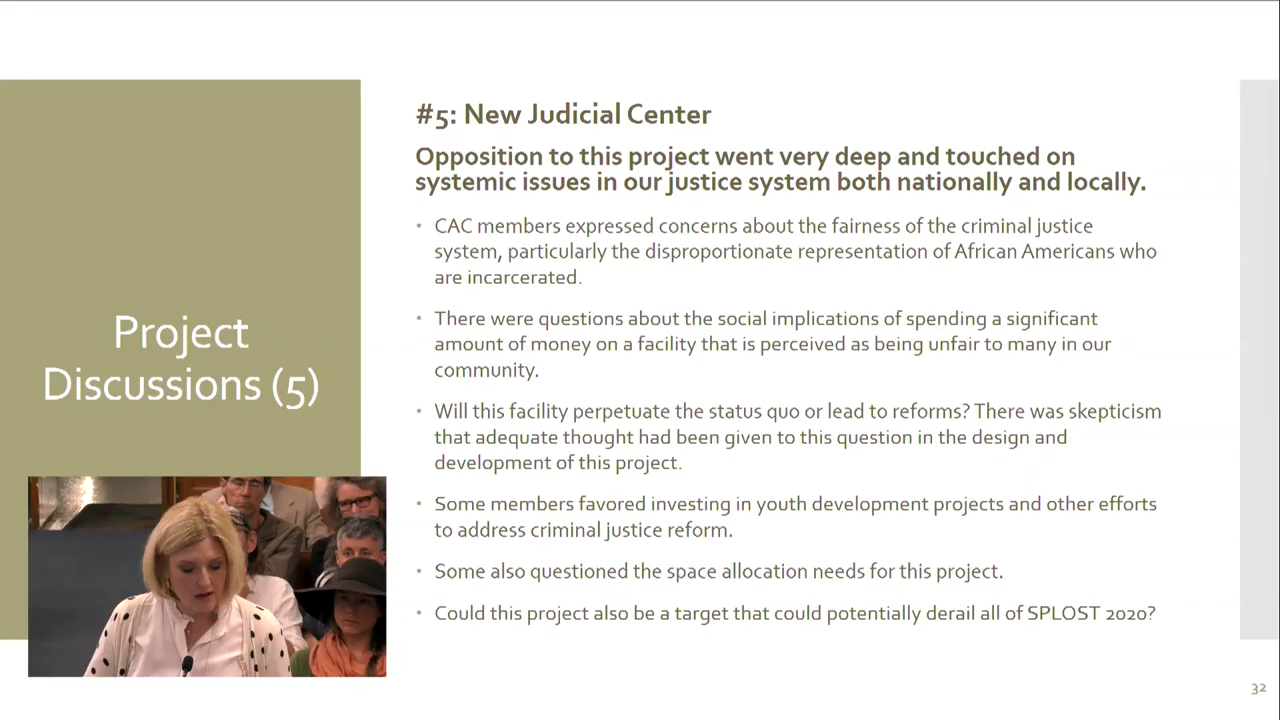 Project
Discussions (5)
#5: New Judicial Center
Opposition to this project went very deep and touched on
systemic issues in our justice system both nationally and locally.
• CAC members expressed concerns about the fairness of the criminal justice
system, particularly the disproportionate representation of African Americans who
are incarcerated.
• There were questions about the social implications of spending a significant
amount of money on a facility that is perceived as being unfair to many in our
community.
• Will this facility perpetuate the status quo or lead to reforms? There was skepticism
that adequate thought had been given to this question in the design and
development of this project.
• Some members favored investing in youth development projects and other efforts
to address criminal justice reform.
• Some also questioned the space allocation needs for this project.
• Could this project also be a target that could potentially derail all of SPLOST 2020?
32